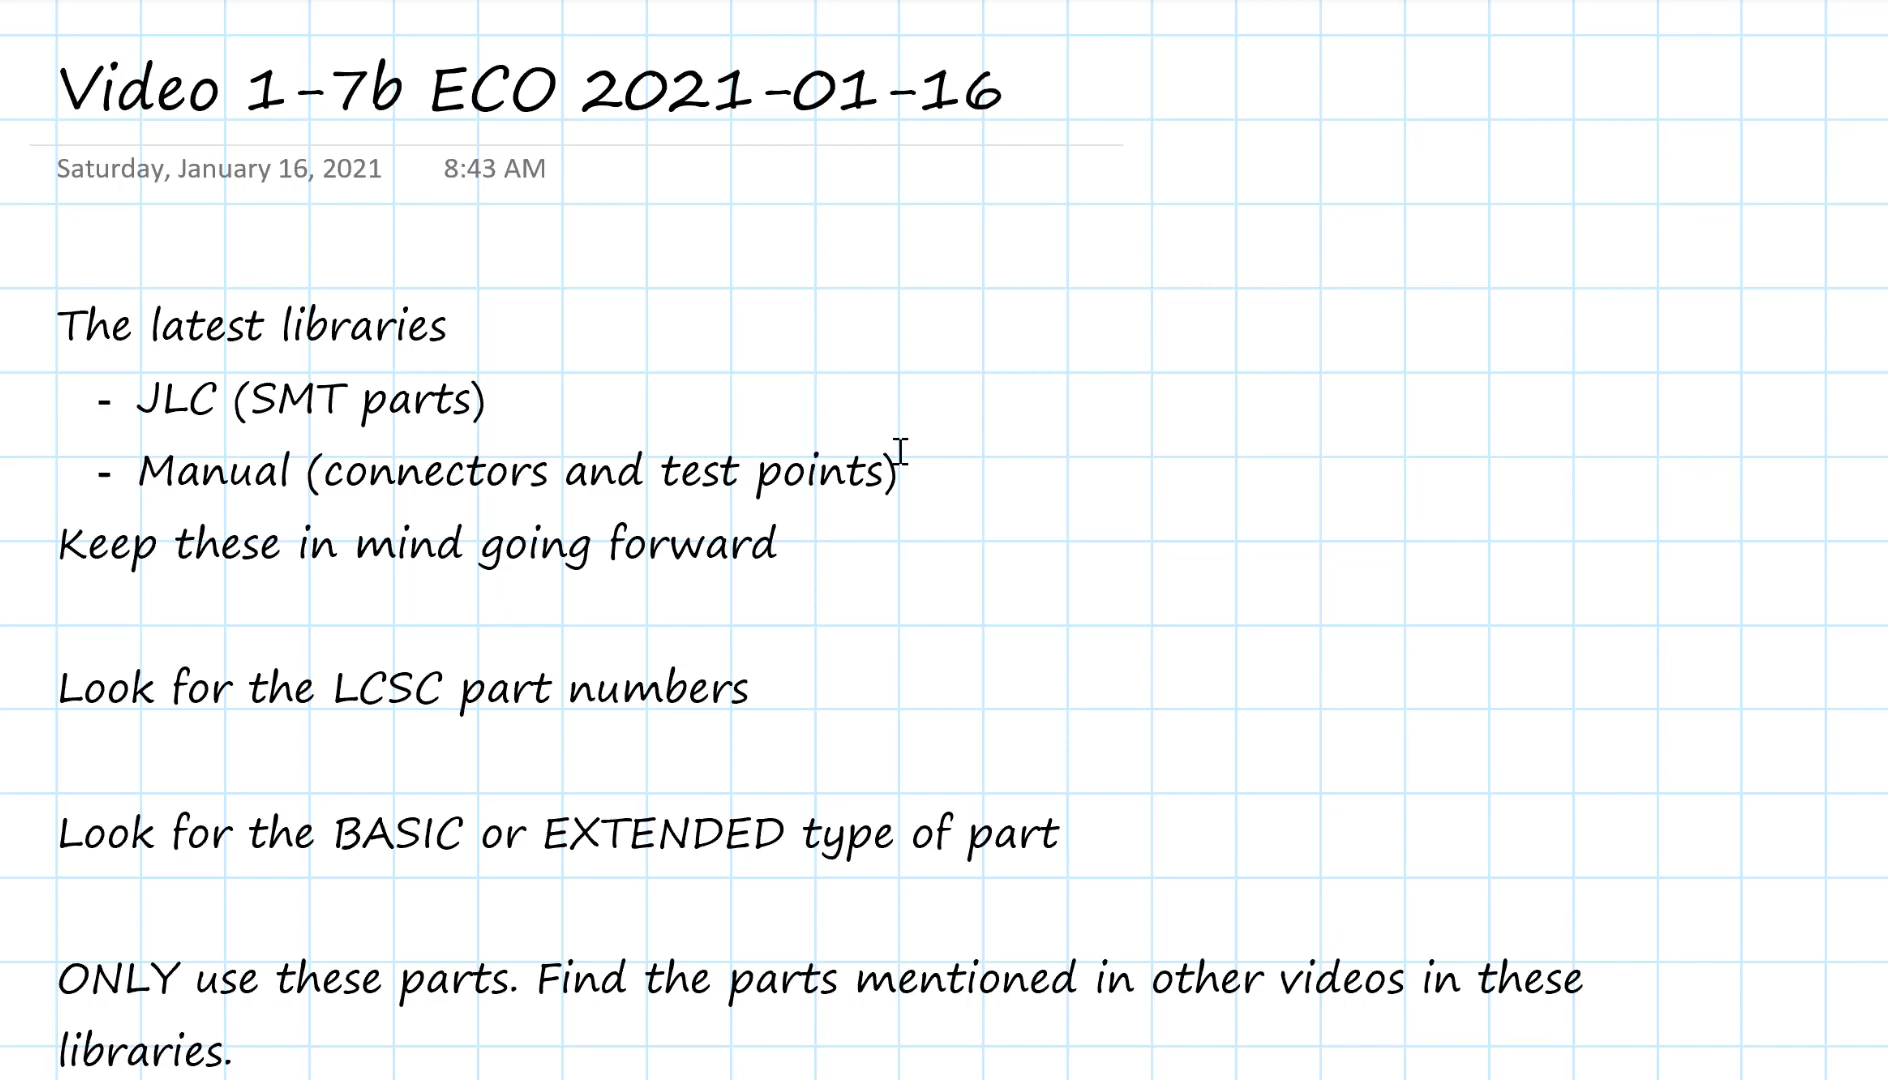 Video 1-7b ECO 2021-01-16
Saturday, January 16, 2021 8:43 AM
The latest libraries
- JLC (SMT parts)
- Manual (connectors and test points)
Keep these in mind going forward
Look for the LCSC part numbers
Look for the BASIC or EXTENDED type of part
ONLY use these parts. Find the parts mentioned in other videos in these
libraries.